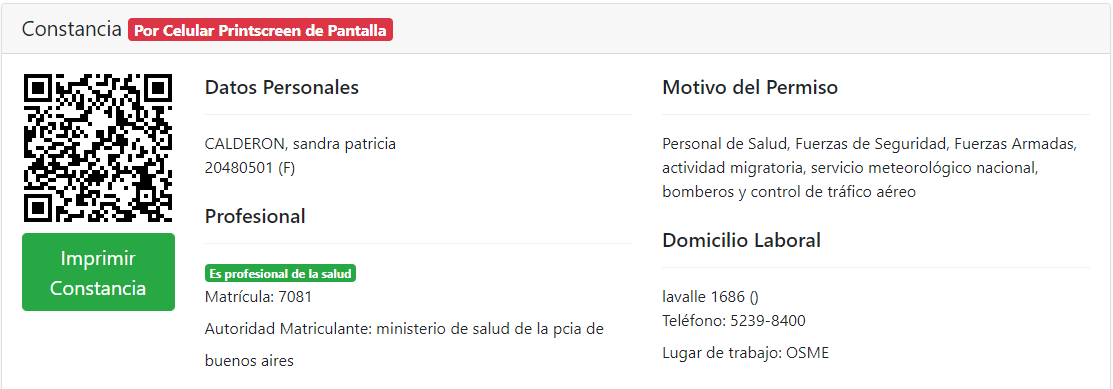 Constancia Por Celular Printscreen de Pantalla
Imprimir
Constancia
Datos Personales
CALDERON, sandra patricia
20480501 (F)
Profesional
Es profesional de la salud
Matrícula: 7081
Autoridad Matriculante: ministerio de salud de la pcia de
buenos aires
Motivo del Permiso
Personal de Salud, Fuerzas de Seguridad, Fuerzas Armadas,
actividad migratoria, servicio meteorológico nacional,
bomberos y control de tráfico aéreo
Domicilio Laboral
lavalle 1686 ()
Teléfono: 5239-8400
Lugar de trabajo: OSME